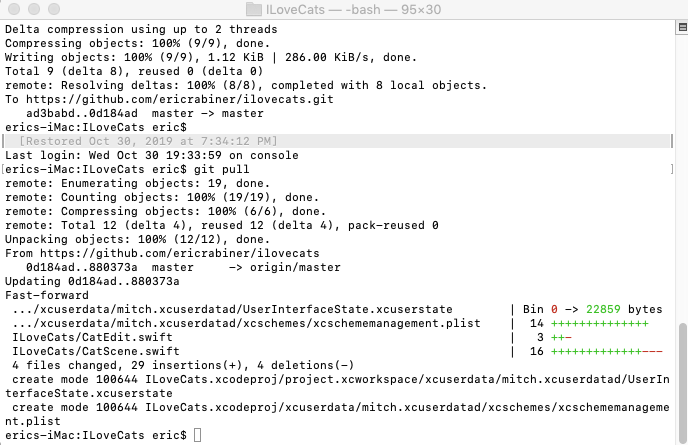 ILoveCats — -bash — 95×30
Delta compression using up to 2 threads
Compressing objects: 100% (9/9), done.
Writing objects: 100% (9/9), 1.12 KiB | 286.00 KiB/s, done.
Total 9 (delta 8), reused 0 (delta 0)
remote: Resolving deltas: 100% (8/8), completed with 8 local objects.
To https://github.com/ericrabiner/ilovecats.git
   ad3babd..0d184ad  master -> master
erics-iMac:ILoveCats eric$
  [Restored Oct 30, 2019 at 7:34:12 PM]
Last login: Wed Oct 30 19:33:59 on console
[erics-iMac:ILoveCats eric$ git pull ]
remote: Enumerating objects: 19, done.
remote: Counting objects: 100% (19/19), done.
remote: Compressing objects: 100% (6/6), done.
remote: Total 12 (delta 4), reused 12 (delta 4), pack-reused 0
Unpacking objects: 100% (12/12), done.
From https://github.com/ericrabiner/ilovecats
   0d184ad..880373a  master     -> origin/master
Updating 0d184ad..880373a
Fast-forward
 .../xcuserdata/mitch.xcuserdatad/UserInterfaceState.xcuserstate        | Bin 0 -> 22859 bytes
 .../xcuserdata/mitch.xcuserdatad/xcschemes/xcschememanagement.plist    |  14 ++++++++++++++
 ILoveCats/CatEdit.swift                                                |   3 ++-
 ILoveCats/CatScene.swift                                               |  16 +++++++++++++---
 4 files changed, 29 insertions(+), 4 deletions(-)
 create mode 100644 ILoveCats.xcodeproj/project.xcworkspace/xcuserdata/mitch.xcuserdatad/UserIn
terfaceState.xcuserstate
 create mode 100644 ILoveCats.xcodeproj/xcuserdata/mitch.xcuserdatad/xcschemes/xcschememanageme
nt.plist
erics-iMac:ILoveCats eric$